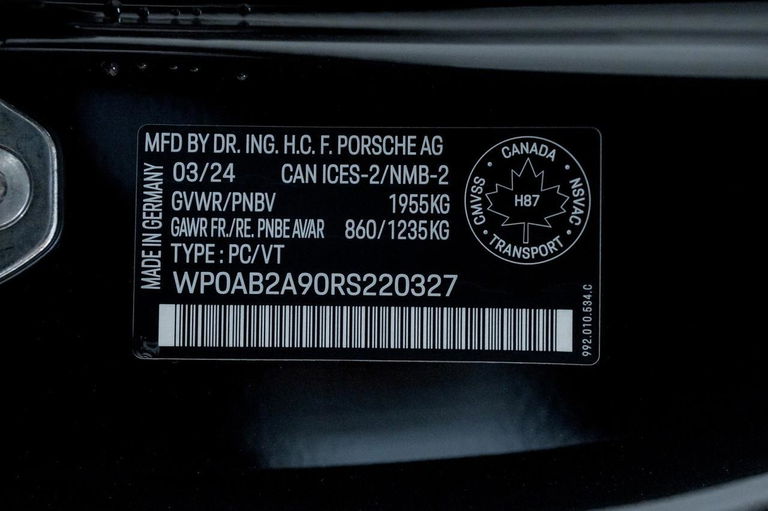 MFD BY DR. ING. H.C. F. PORSCHE AG
03/24 CAN ICES-2/NMB-2
GVWR/PNBV 1955KG
GAWR FR./RE. PNBE AV/AR 860/1235KG
TYPE : PC/VT
WP0AB2A90RS220327
MADE IN GERMANY
CANADA
CMVSS
NSVAC
H87
TRANSPORT
992.010.534.C